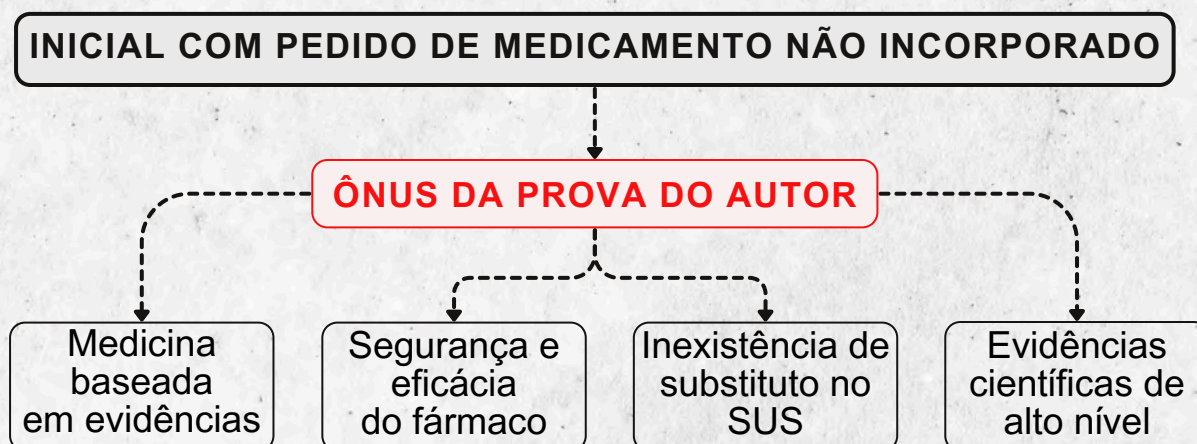 INICIAL COM PEDIDO DE MEDICAMENTO NÃO INCORPORADO
ÔNUS DA PROVA DO AUTOR
Medicina
baseada
em evidências
Segurança e
eficácia
do fármaco
Inexistência de
substituto no
SUS
Evidências
científicas de
alto nível